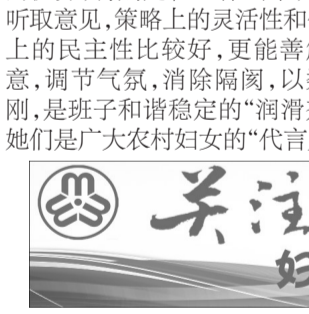 听取意见,策略上的灵活性和
上的民主性比较好,更能善
意,调节气氛,消除隔阂,以
刚,是班子和谐稳定的“润滑
她们是广大农村妇女的“代言
关注
妇